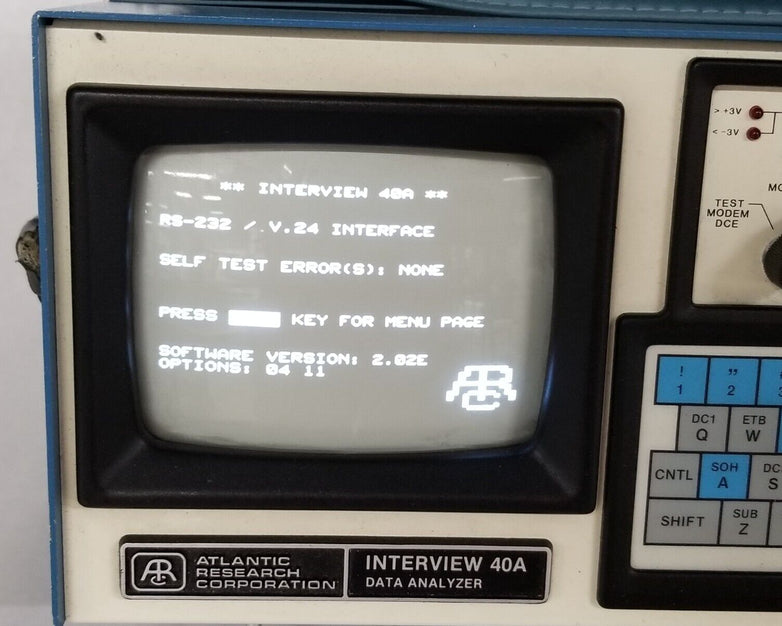 ** INTERVIEW 40A **
RS-232 / V.24 INTERFACE
SELF TEST ERROR(S): NONE
PRESS KEY FOR MENU PAGE
SOFTWARE VERSION: 2.02E
OPTIONS: 04 11
ARC
ARC
ATLANTIC
RESEARCH
CORPORATION
INTERVIEW 40A
DATA ANALYZER
> +3V
< -3V
TEST
MODEM
DCE
! 1
" 2
DC1 Q
ETB W
CNTL
SOH A
S
SHIFT
SUB Z